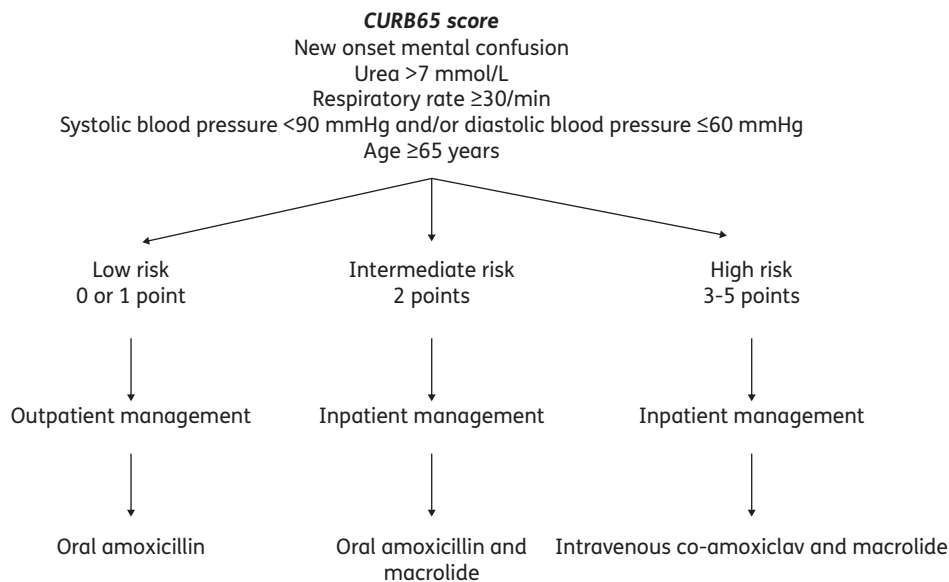 CURB65 score
New onset mental confusion
Urea >7 mmol/L
Respiratory rate ≥30/min
Systolic blood pressure <90 mmHg and/or diastolic blood pressure ≤60 mmHg
Age ≥65 years
Low risk
0 or 1 point
Intermediate risk
2 points
High risk
3-5 points
Outpatient management
Inpatient management
Inpatient management
Oral amoxicillin
Oral amoxicillin and
macrolide
Intravenous co-amoxiclav and macrolide